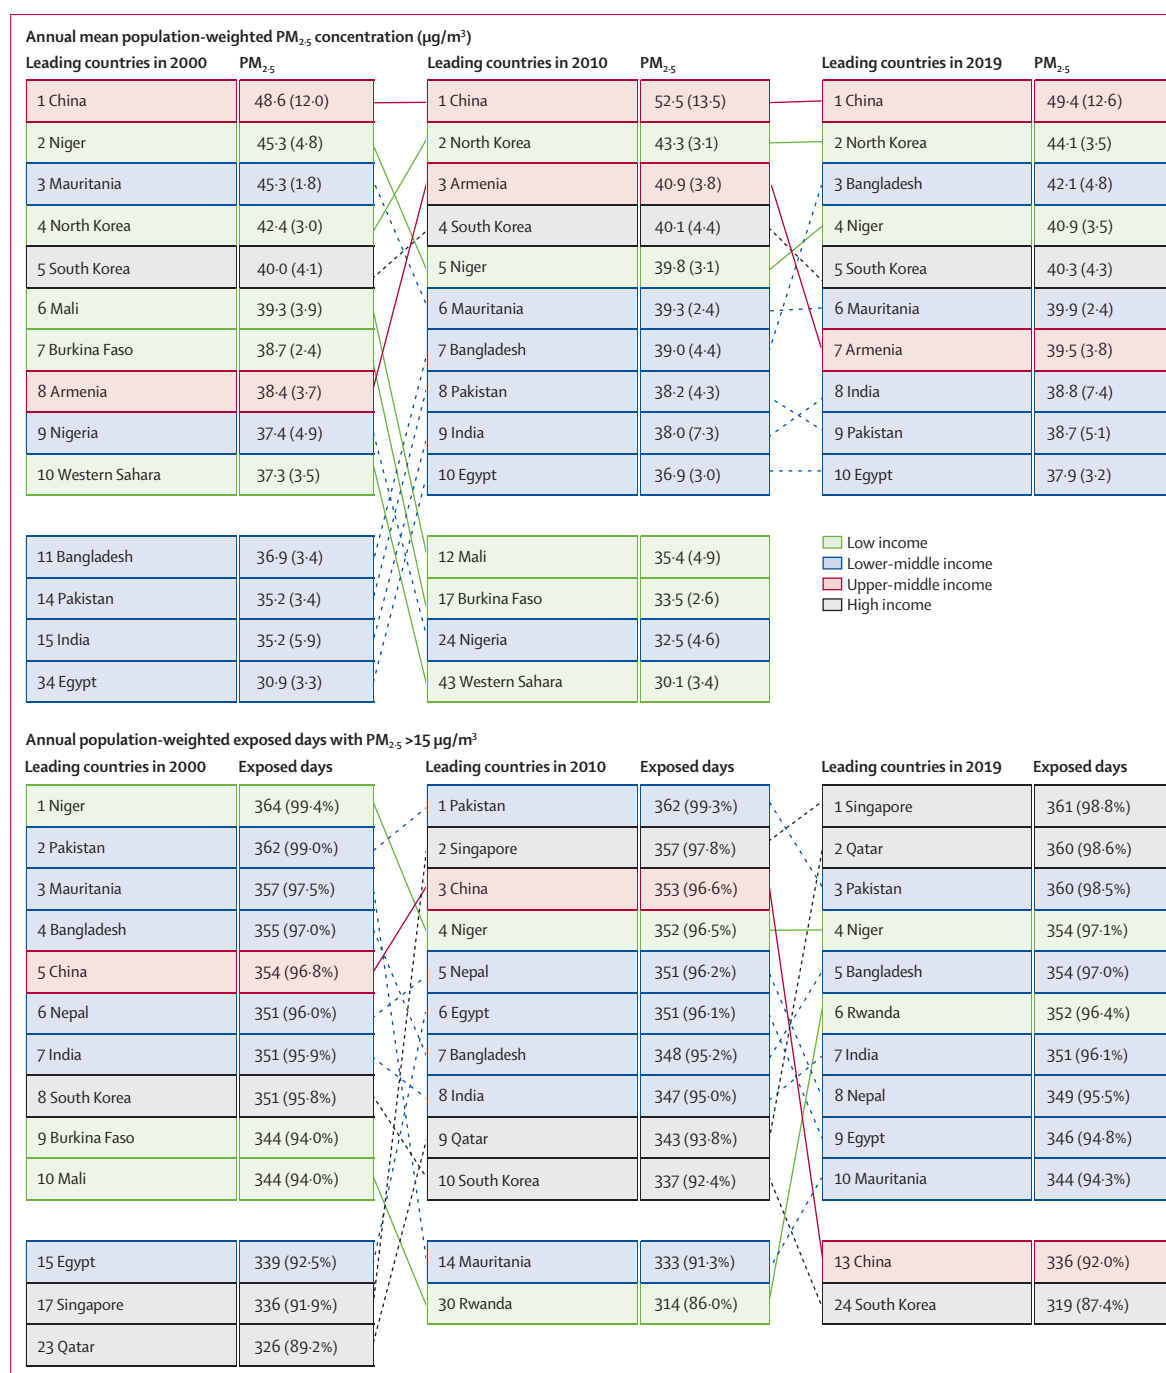 Annual mean population-weighted PM2·5 concentration (µg/m³)
Leading countries in 2000 PM2·5 Leading countries in 2010 PM2·5 Leading countries in 2019 PM2·5
1 China 48·6 (12·0) 1 China 52·5 (13·5) 1 China 49·4 (12·6)
2 Niger 45·3 (4·8) 2 North Korea 43·3 (3·1) 2 North Korea 44·1 (3·5)
3 Mauritania 45·3 (1·8) 3 Armenia 40·9 (3·8) 3 Bangladesh 42·1 (4·8)
4 North Korea 42·4 (3·0) 4 South Korea 40·1 (4·4) 4 Niger 40·9 (3·5)
5 South Korea 40·0 (4·1) 5 Niger 39·8 (3·1) 5 South Korea 40·3 (4·3)
6 Mali 39·3 (3·9) 6 Mauritania 39·3 (2·4) 6 Mauritania 39·9 (2·4)
7 Burkina Faso 38·7 (2·4) 7 Bangladesh 39·0 (4·4) 7 Armenia 39·5 (3·8)
8 Armenia 38·4 (3·7) 8 Pakistan 38·2 (4·3) 8 India 38·8 (7·4)
9 Nigeria 37·4 (4·9) 9 India 38·0 (7·3) 9 Pakistan 38·7 (5·1)
10 Western Sahara 37·3 (3·5) 10 Egypt 36·9 (3·0) 10 Egypt 37·9 (3·2)
11 Bangladesh 36·9 (3·4) 12 Mali 35·4 (4·9) Low income
14 Pakistan 35·2 (3·4) 17 Burkina Faso 33·5 (2·6) Lower-middle income
15 India 35·2 (5·9) 24 Nigeria 32·5 (4·6) Upper-middle income
34 Egypt 30·9 (3·3) 43 Western Sahara 30·1 (3·4) High income
Annual population-weighted exposed days with PM2·5 >15 µg/m³
Leading countries in 2000 Exposed days Leading countries in 2010 Exposed days Leading countries in 2019 Exposed days
1 Niger 364 (99·4%) 1 Pakistan 362 (99·3%) 1 Singapore 361 (98·8%)
2 Pakistan 362 (99·0%) 2 Singapore 357 (97·8%) 2 Qatar 360 (98·6%)
3 Mauritania 357 (97·5%) 3 China 353 (96·6%) 3 Pakistan 360 (98·5%)
4 Bangladesh 355 (97·0%) 4 Niger 352 (96·5%) 4 Niger 354 (97·1%)
5 China 354 (96·8%) 5 Nepal 351 (96·2%) 5 Bangladesh 354 (97·0%)
6 Nepal 351 (96·0%) 6 Egypt 351 (96·1%) 6 Rwanda 352 (96·4%)
7 India 351 (95·9%) 7 Bangladesh 348 (95·2%) 7 India 351 (96·1%)
8 South Korea 351 (95·8%) 8 India 347 (95·0%) 8 Nepal 349 (95·5%)
9 Burkina Faso 344 (94·0%) 9 Qatar 343 (93·8%) 9 Egypt 346 (94·8%)
10 Mali 344 (94·0%) 10 South Korea 337 (92·4%) 10 Mauritania 344 (94·3%)
15 Egypt 339 (92·5%) 14 Mauritania 333 (91·3%) 13 China 336 (92·0%)
17 Singapore 336 (91·9%) 30 Rwanda 314 (86·0%) 24 South Korea 319 (87·4%)
23 Qatar 326 (89·2%)